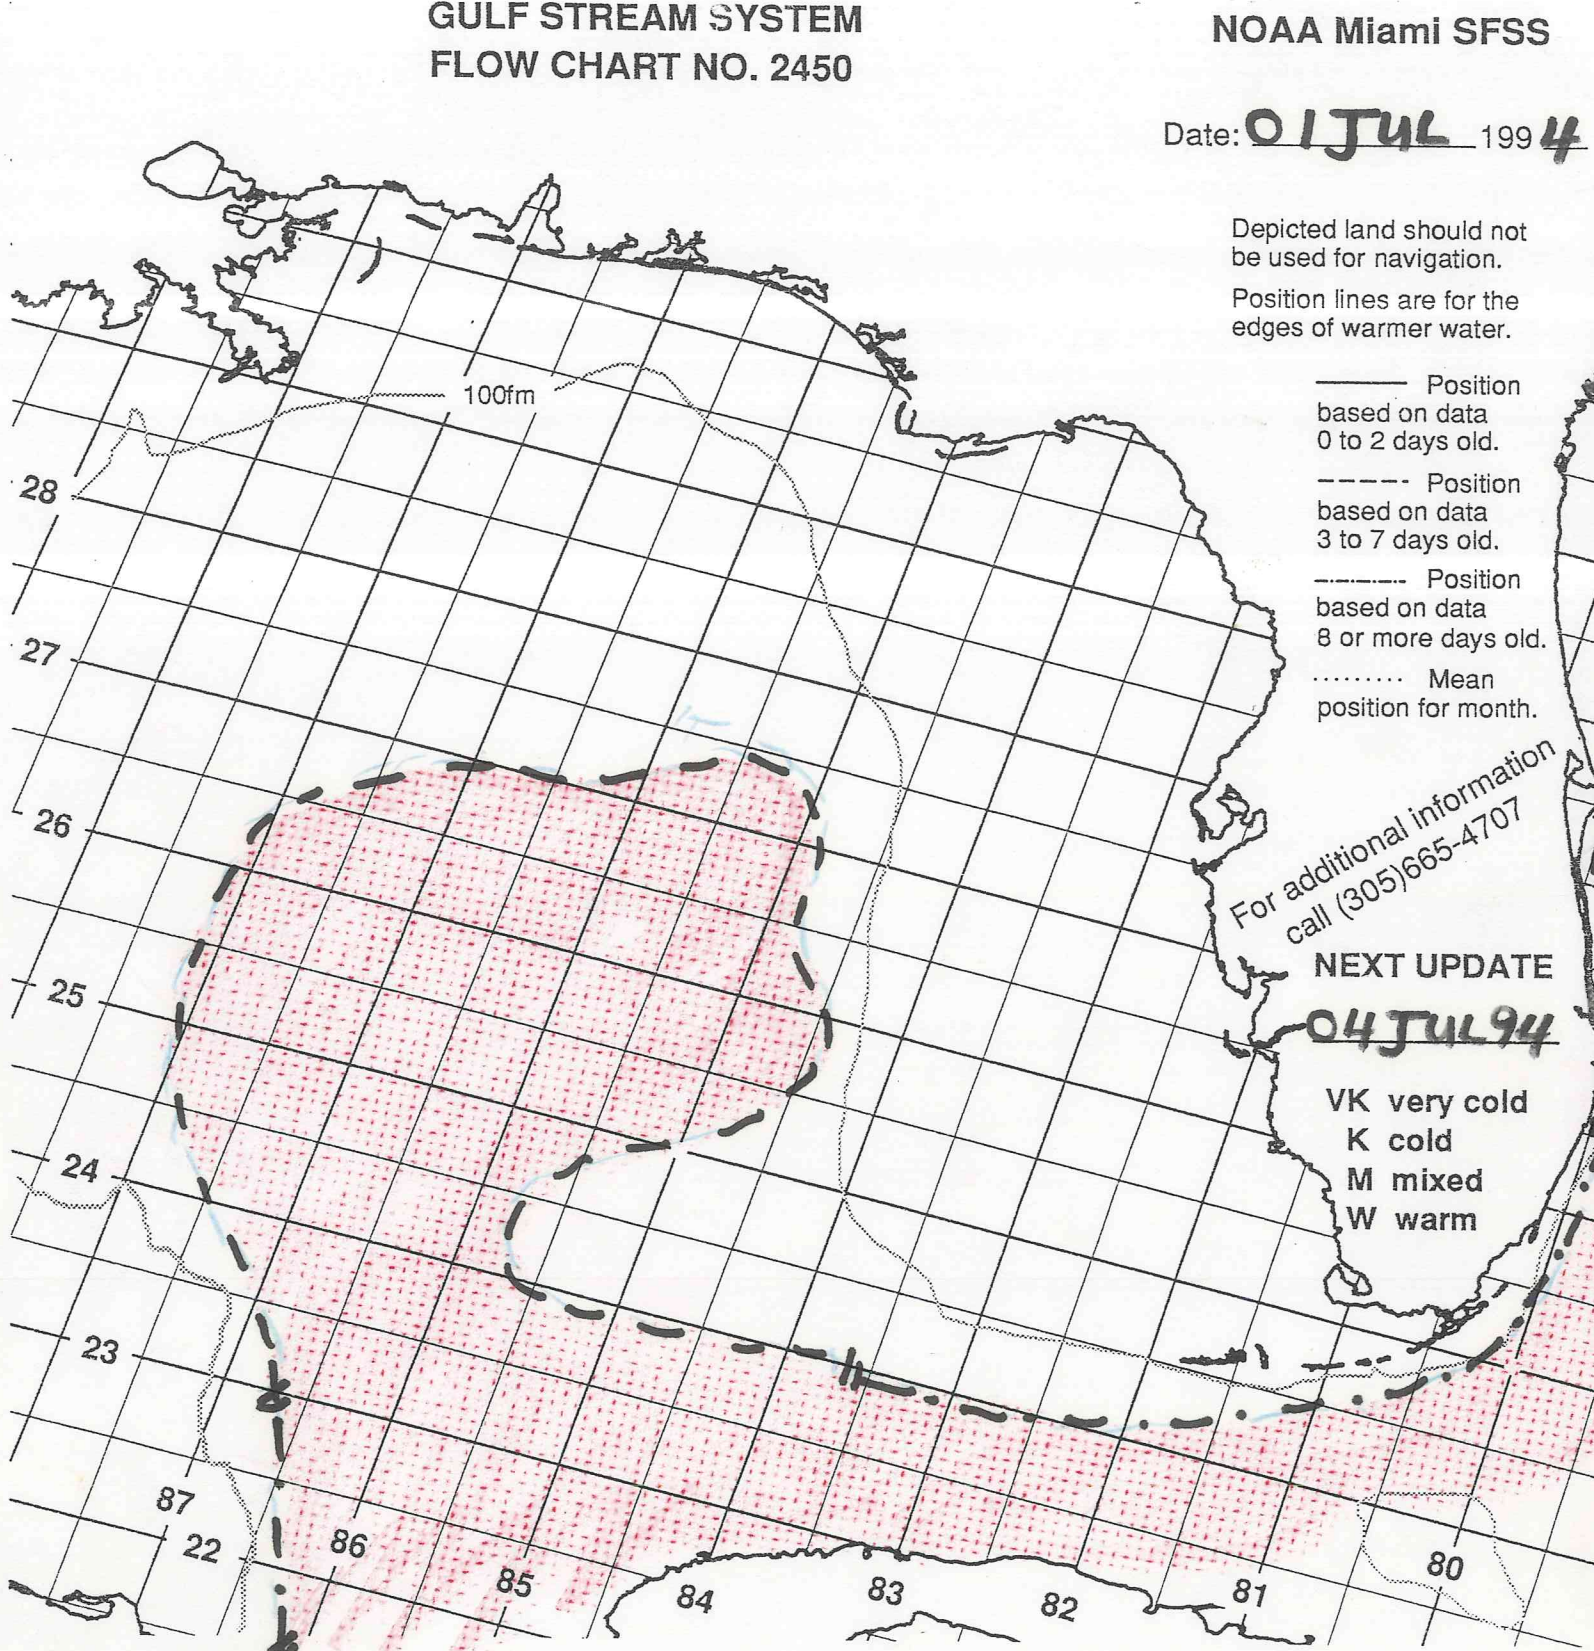 GULF STREAM SYSTEM
FLOW CHART NO. 2450
NOAA Miami SFSS
Date: 01 JUL 1994
Depicted land should not
be used for navigation.
Position lines are for the
edges of warmer water.
Position
based on data
0 to 2 days old.
Position
based on data
3 to 7 days old.
Position
based on data
8 or more days old.
Mean
position for month.
For additional information
call (305)665-4707
NEXT UPDATE
04 JUL 94
VK very cold
K cold
M mixed
W warm
100fm
28
27
26
25
24
23
22
87
86
85
84
83
82
81
80